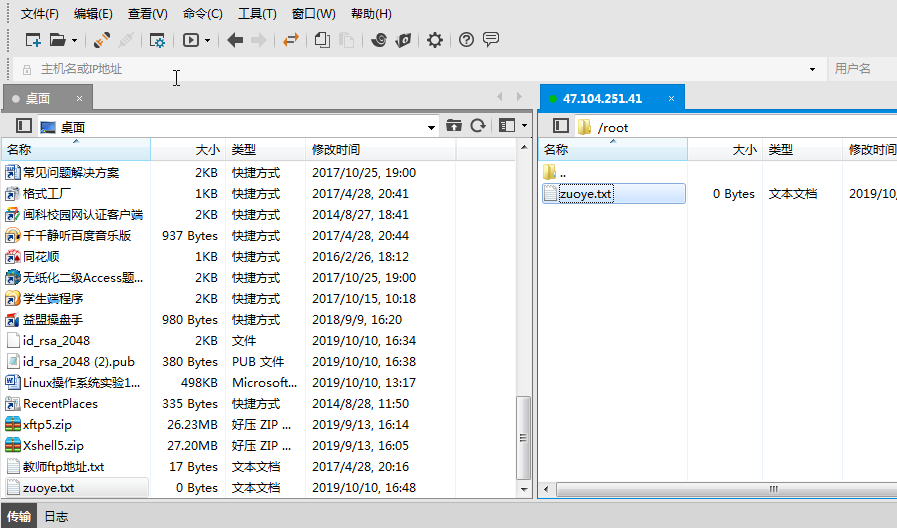 文件(F) 编辑(E) 查看(V) 命令(C) 工具(T) 窗口(W) 帮助(H)
主机名或IP地址 用户名
桌面 × 47.104.251.41 ×
桌面 /root
名称 大小 类型 修改时间 名称 大小 类型 修改时间
常见问题解决方案 2KB 快捷方式 2017/10/25, 19:00 ..
格式工厂 1KB 快捷方式 2017/4/28, 20:41 zuoye.txt 0 Bytes 文本文档 2019/10,
闽科校园网认证客户端 2KB 快捷方式 2014/8/27, 18:41
千千静听百度音乐版 937 Bytes 快捷方式 2017/4/28, 20:44
同花顺 1KB 快捷方式 2016/2/26, 18:12
无纸化二级Access题... 2KB 快捷方式 2017/10/25, 19:00
学生端程序 2KB 快捷方式 2017/10/15, 10:18
益盟操盘手 980 Bytes 快捷方式 2018/9/9, 16:20
id_rsa_2048 2KB 文件 2019/10/10, 16:34
id_rsa_2048 (2).pub 380 Bytes PUB 文件 2019/10/10, 16:38
Linux操作系统实验1... 498KB Microsoft... 2019/10/10, 13:17
RecentPlaces 335 Bytes 快捷方式 2014/8/28, 11:50
xftp5.zip 26.23MB 好压 ZIP ... 2019/9/13, 16:14
Xshell5.zip 27.20MB 好压 ZIP ... 2019/9/13, 16:05
教师ftp地址.txt 17 Bytes 文本文档 2017/4/28, 20:16
zuoye.txt 0 Bytes 文本文档 2019/10/10, 16:48
传输 日志